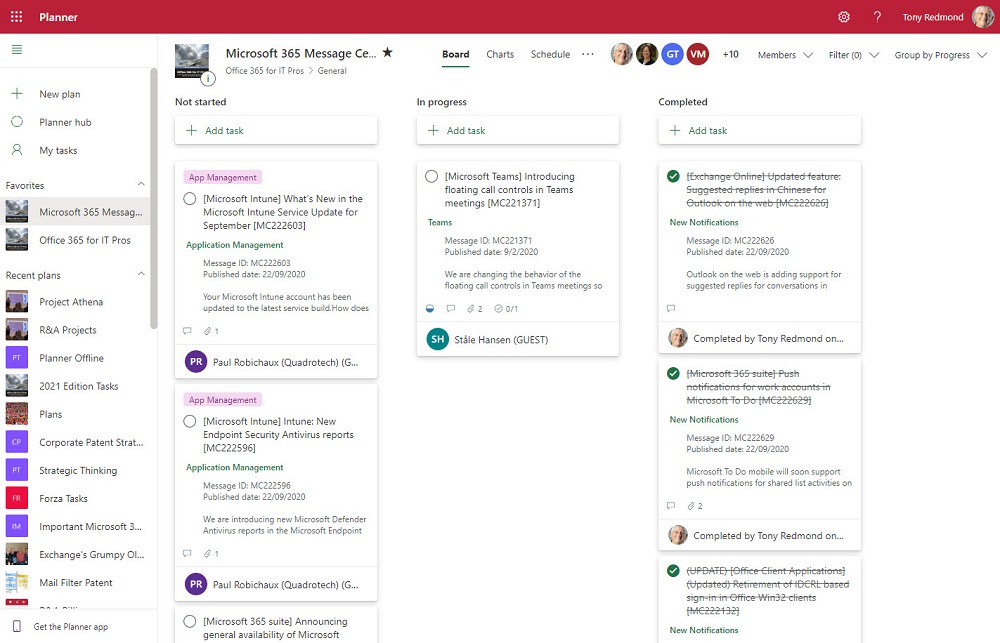 Planner
Tony Redmond
New plan
Planner hub
My tasks
Favorites
Microsoft 365 Messag...
Office 365 for IT Pros
Recent plans
Project Athena
R&A Projects
PT
Planner Offline
2021 Edition Tasks
Plans
CP
Corporate Patent Strat...
PT
Strategic Thinking
FR
Forza Tasks
IM
Important Microsoft 3...
Exchange's Grumpy Ol...
Mail Filter Patent
Get the Planner app
Microsoft 365 Message Ce...
Office 365 for IT Pros > General
Board
Charts
Schedule
GT
VM
+10
Members
Filter (0)
Group by Progress
Not started
Add task
App Management
[Microsoft Intune] What's New in the
Microsoft Intune Service Update for
September [MC222603]
Application Management
Message ID: MC222603
Published date: 22/09/2020
Your Microsoft Intune account has been
updated to the latest service build.How does
1
PR
Paul Robichaux (Quadrotech) (G...
App Management
[Microsoft Intune] Intune: New
Endpoint Security Antivirus reports
[MC222596]
Application Management
Message ID: MC222596
Published date: 22/09/2020
We are introducing new Microsoft Defender
Antivirus reports in the Microsoft Endpoint
1
PR
Paul Robichaux (Quadrotech) (G...
[Microsoft 365 suite] Announcing
general availability of Microsoft
In progress
Add task
[Microsoft Teams] Introducing
floating call controls in Teams
meetings [MC221371]
Teams
Message ID: MC221371
Published date: 9/2/2020
We are changing the behavior of the
floating call controls in Teams meetings so
2
0/1
SH
Ståle Hansen (GUEST)
Completed
Add task
[Exchange Online] Updated feature:
Suggested replies in Chinese for
Outlook on the web [MC222626]
New Notifications
Message ID: MC222626
Published date: 22/09/2020
Outlook on the web is adding support for
suggested replies for conversations in
Completed by Tony Redmond on...
[Microsoft 365 suite] Push
notifications for work accounts in
Microsoft To Do [MC222629]
New Notifications
Message ID: MC222629
Published date: 22/09/2020
Microsoft To Do mobile will soon support
push notifications for shared list activities on
2
Completed by Tony Redmond on...
(UPDATE) [Office Client Applications]
(Updated) Retirement of IDCRL based
sign-in in Office Win32 clients
[MC222132]
New Notifications